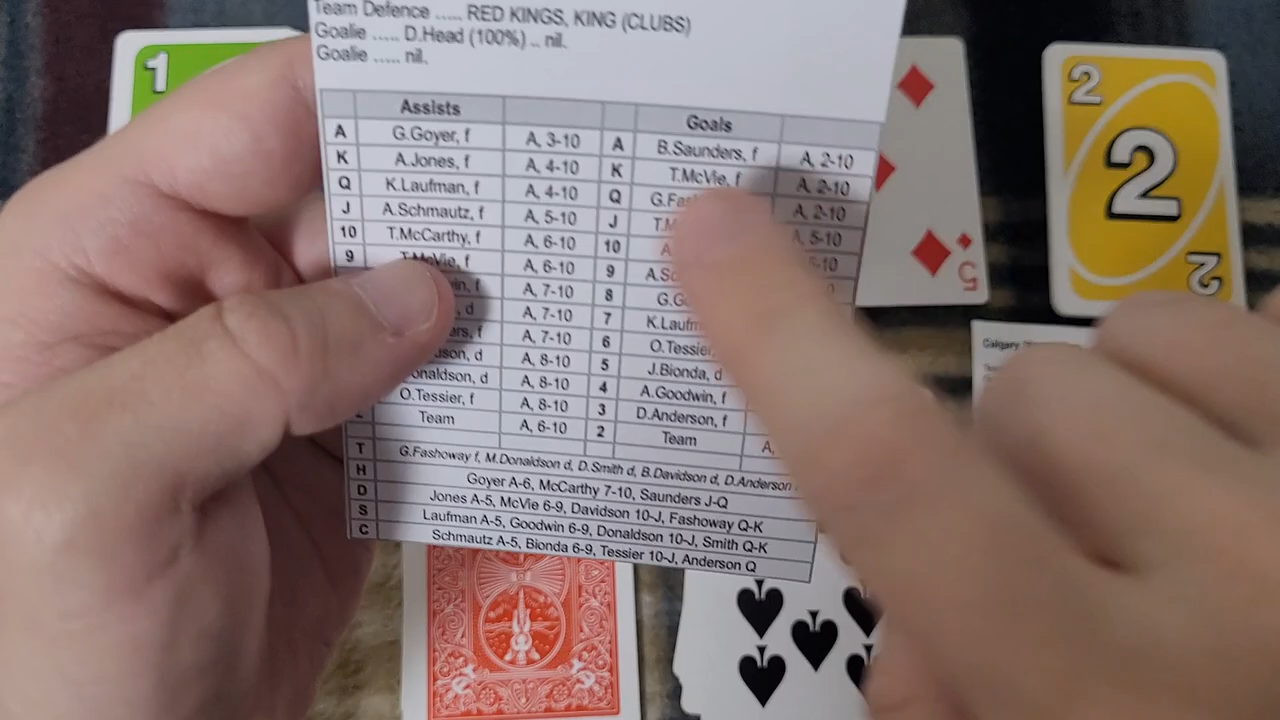 Team Defence ..... RED KINGS, KING (CLUBS)
Goalie ..... D.Head (100%) .. nil.
Goalie ..... nil.
Assists Goals
A G.Goyer, f A, 3-10 A B.Saunders, f A, 2-10
K A.Jones, f A, 4-10 K T.McVie, f A, 2-10
Q K.Laufman, f A, 4-10 Q A, 2-10
J A.Schmautz, f A, 5-10 J A, 5-10
10 T.McCarthy, f A, 6-10 10
9 T.McVie, f A, 6-10 9
A, 7-10 8
d A, 7-10 7 K.Laufm
f A, 7-10 6 O.Tessier,
d A, 8-10 5 J.Bionda, d
onaldson, d A, 8-10 4 A.Goodwin, f
O.Tessier, f A, 8-10 3 D.Anderson, f
Team A, 6-10 2 Team A,
T G.Fashoway f, M.Donaldson d, D.Smith d, B.Davidson d, D.Anderson
H Goyer A-6, McCarthy 7-10, Saunders J-Q
D Jones A-5, McVie 6-9, Davidson 10-J, Fashoway Q-K
S Laufman A-5, Goodwin 6-9, Donaldson 10-J, Smith Q-K
C Schmautz A-5, Bionda 6-9, Tessier 10-J, Anderson Q
1
5
2
2
2
Calgary